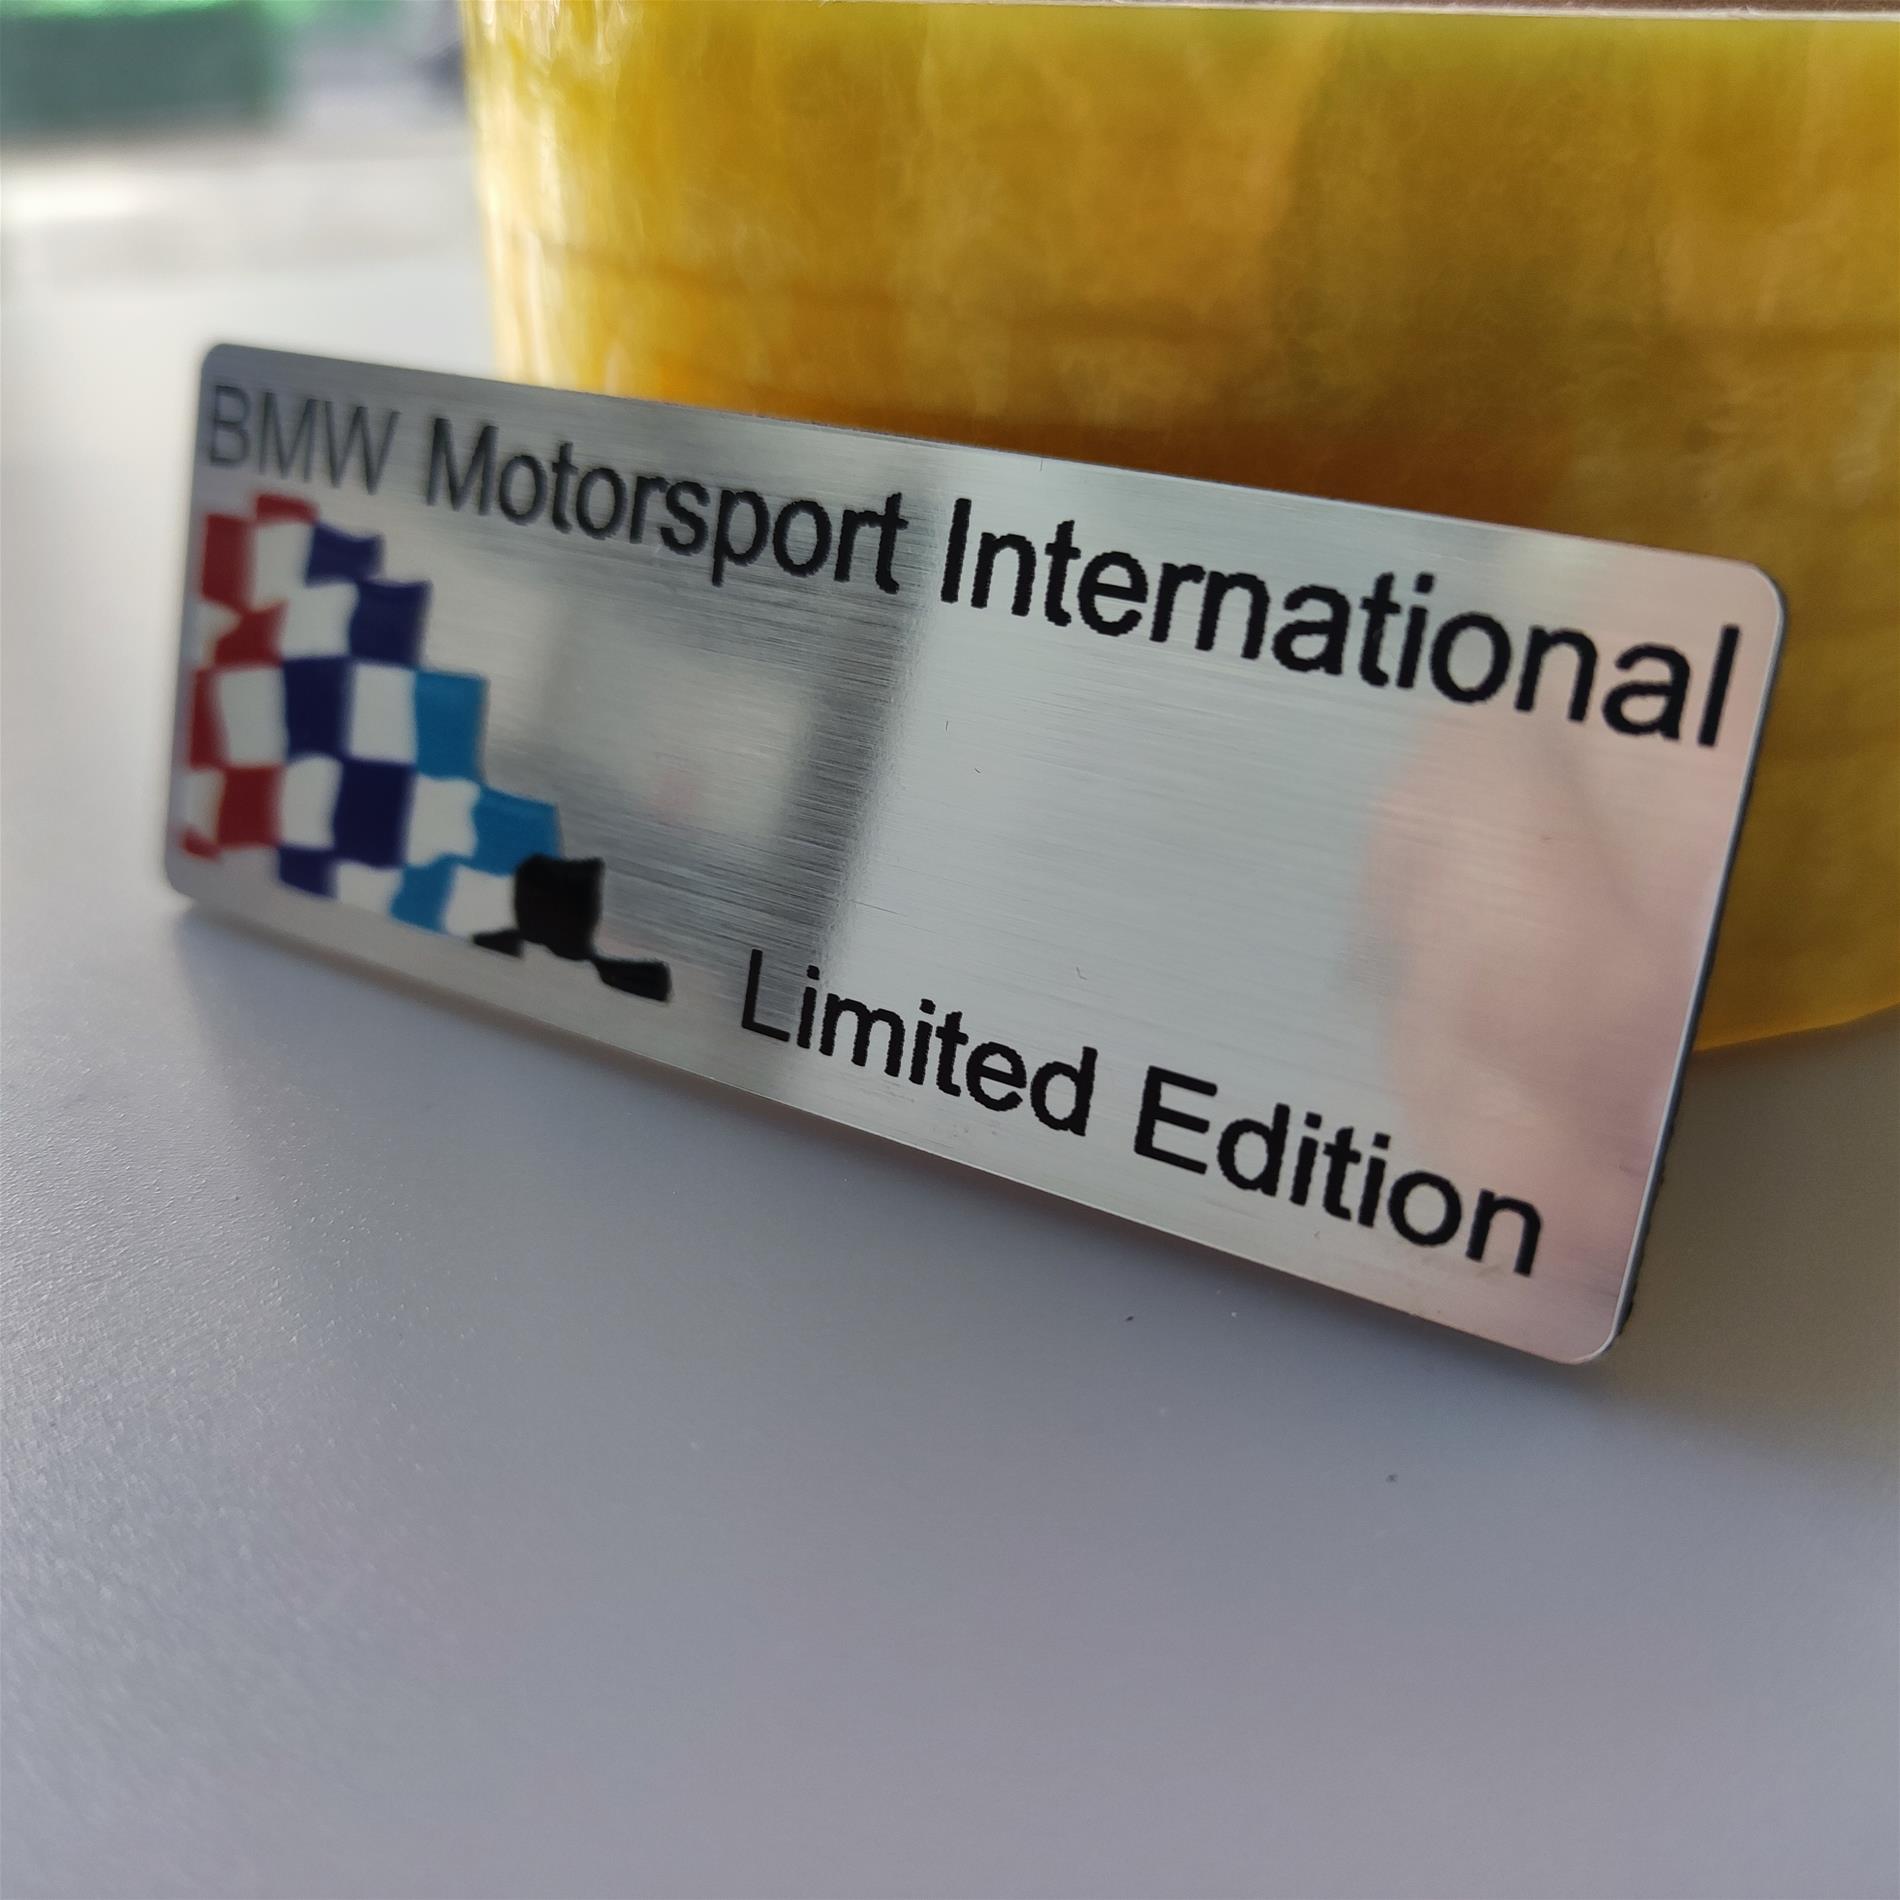 BMW Motorsport International
Limited Edition